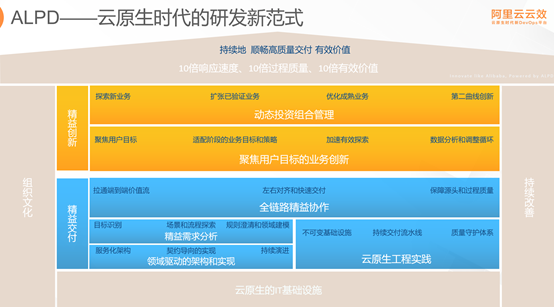 ALPD——云原生时代的研发新范式
阿里云云效
持续地 顺畅高质量交付 有效价值
10倍响应速度、10倍过程质量、10倍有效价值
组织文化
持续改善
精益创新
探索新业务 扩张已验证业务 优化成熟业务 第二曲线创新
动态投资组合管理
聚焦用户目标 适配阶段的业务目标和策略 加速有效探索 数据分析和调整循环
聚焦用户目标的业务创新
精益交付
拉通端到端价值流 左右对齐和快速交付 保障源头和过程质量
全链路精益协作
目标识别 场景和流程探索 规则澄清和领域建模
精益需求分析
服务化架构 契约导向的实现 持续演进
领域驱动的架构和实现
不可变基础设施 持续交付流水线 质量守护体系
云原生工程实践
云原生的IT基础设施